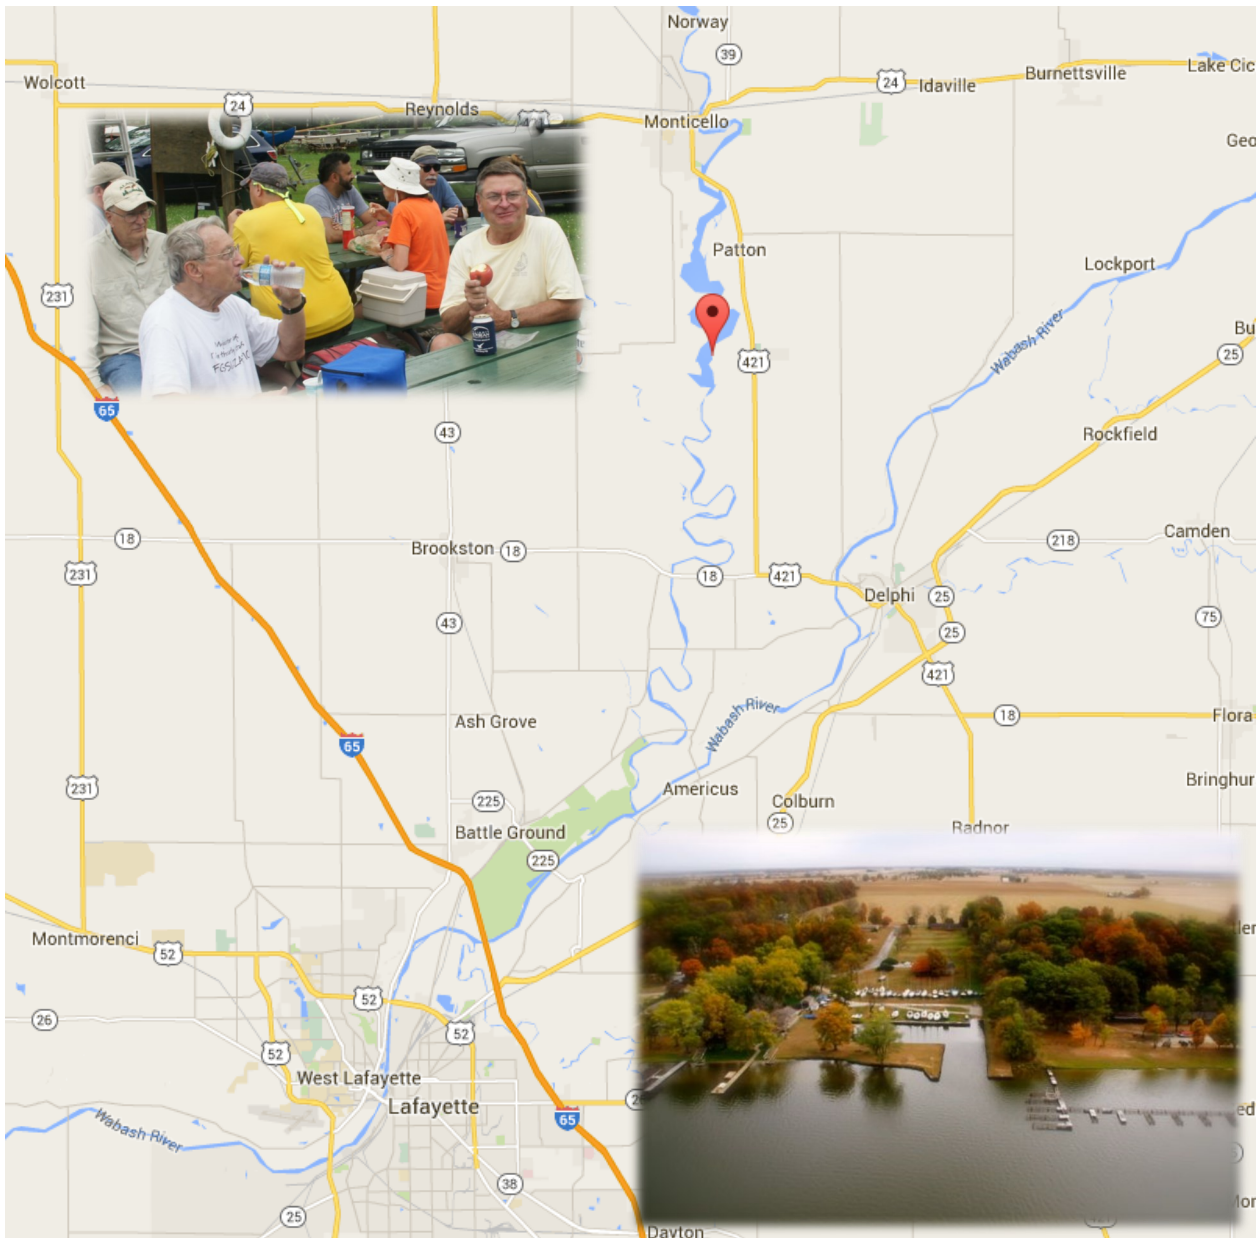 Norway
39
Wolcott
24
Idaville
Burnettsville
Lake Cic
24
Reynolds
421
Monticello
Geo
Patton
Lockport
231
Wabash River
Bu
25
421
65
43
Rockfield
18
Brookston
18
218
Camden
231
18
421
Delphi
25
43
75
25
421
Ash Grove
Wabash River
18
Flora
65
231
225
Americus
Bringhur
Colburn
25
Battle Ground
Radnor
225
Montmorenci
52
52
26
52
52
West Lafayette
Lafayette
Wabash River
65
38
25
Dayton